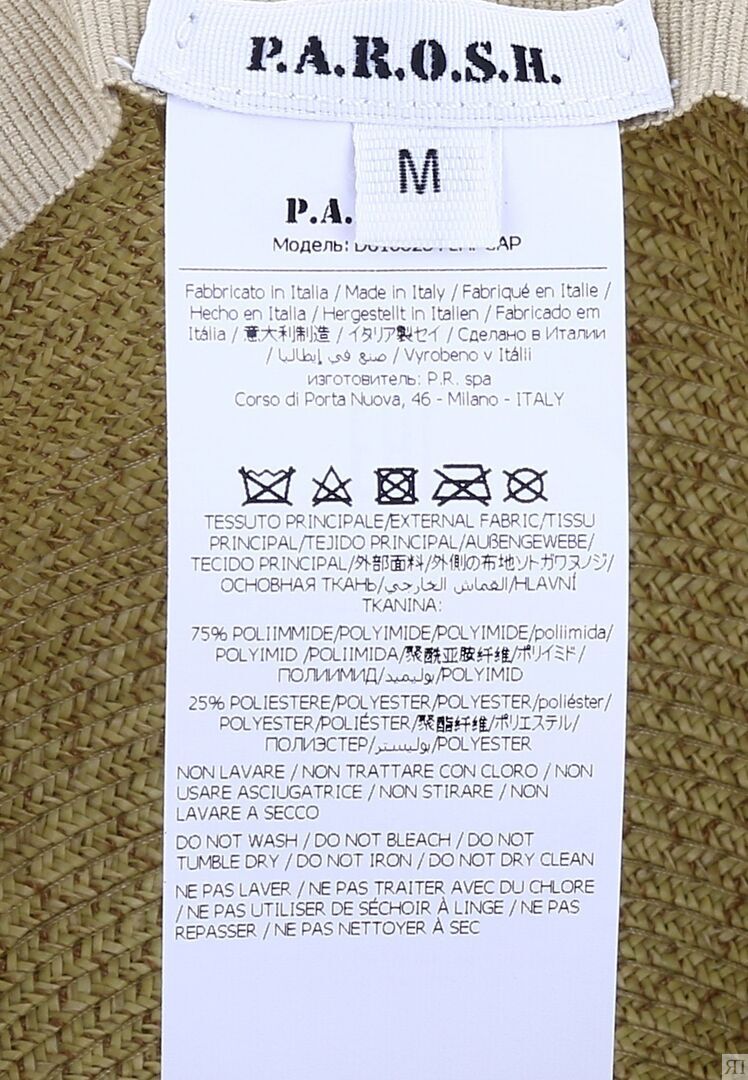 P.A.R.O.S.H.
M
P.A.
Модель: CAP
Fabbricato in Italia / Made in Italy / Fabriqué en Italie /
Hecho en Italia / Hergestellt in Italien / Fabricado em
Itália / 意大利制造 / イタリア製セイ / Сделано в Италии
/ صنع في إيطاليا / Vyrobeno v Itálii
изготовитель: P.R. spa
Corso di Porta Nuova, 46 - Milano - ITALY
TESSUTO PRINCIPALE/EXTERNAL FABRIC/TISSU
PRINCIPAL/TEJIDO PRINCIPAL/AUßENGEWEBE/
TECIDO PRINCIPAL/外部面料/外側の布地ソトガワヌノジ/
ОСНОВНАЯ ТКАНЬ/القماش الخارجي/HLAVNÍ
TKANINA:
75% POLIIMMIDE/POLYIMIDE/POLYIMIDE/poliimida/
POLYIMID /POLIIMIDA/聚酰亚胺纤维/ポリイミド/
ПОЛИИМИД/بوليميد/POLYIMID
25% POLIESTERE/POLYESTER/POLYESTER/poliéster/
POLYESTER/POLIÉSTER/聚酯纤维/ポリエステル/
ПОЛИЭСТЕР/بوليستر/POLYESTER
NON LAVARE / NON TRATTARE CON CLORO / NON
USARE ASCIUGATRICE / NON STIRARE / NON
LAVARE A SECCO
DO NOT WASH / DO NOT BLEACH / DO NOT
TUMBLE DRY / DO NOT IRON / DO NOT DRY CLEAN
NE PAS LAVER / NE PAS TRAITER AVEC DU CHLORE
/ NE PAS UTILISER DE SÉCHOIR À LINGE / NE PAS
REPASSER / NE PAS NETTOYER À SEC
ЯП